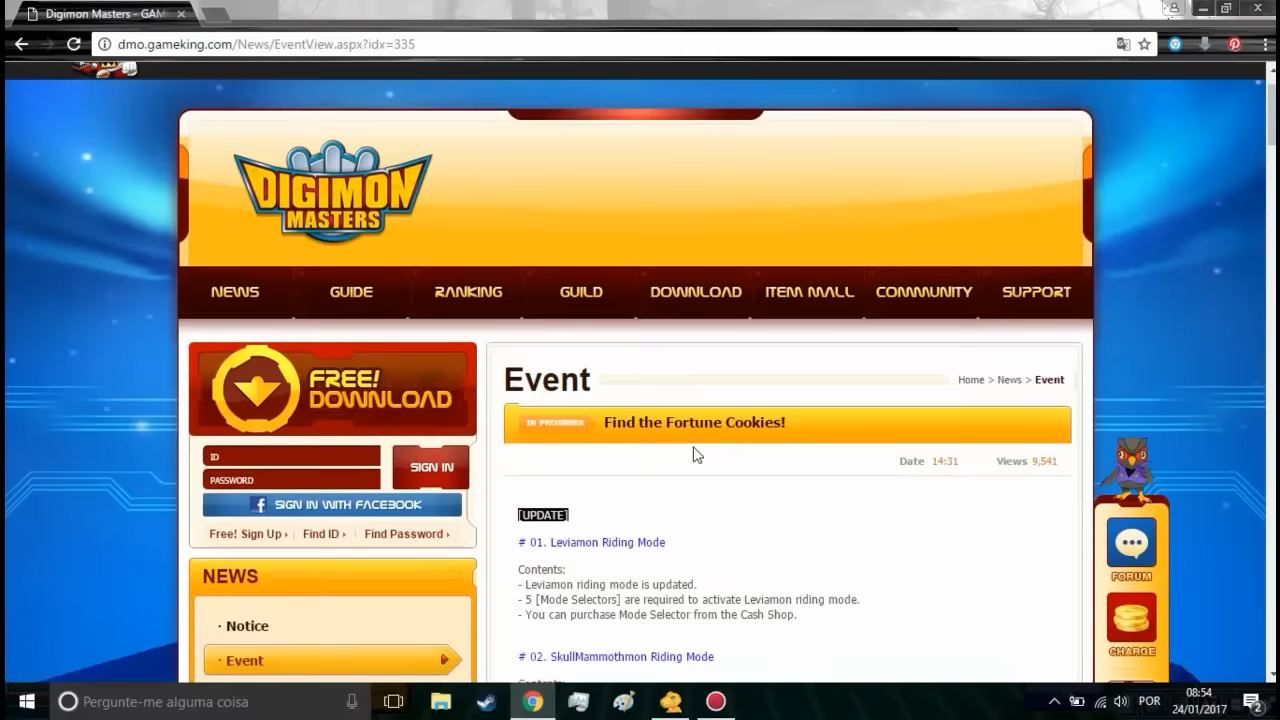 Digimon Masters - GAM
dmo.gameking.com/News/EventView.aspx?idx=335
DIGIMON
MASTERS
NEWS GUIDE RANKING GUILD DOWNLOAD ITEM MALL COMMUNITY SUPPORT
FREE!
DOWNLOAD
ID
PASSWORD
SIGN IN
f SIGN IN WITH FACEBOOK
Free! Sign Up Find ID Find Password
NEWS
· Notice
· Event
Event
Home > News > Event
IN PROGRESS Find the Fortune Cookies!
Date 14:31 Views 9,541
[UPDATE]
# 01. Leviamon Riding Mode
Contents:
- Leviamon riding mode is updated.
- 5 [Mode Selectors] are required to activate Leviamon riding mode.
- You can purchase Mode Selector from the Cash Shop.
# 02. SkullMammothmon Riding Mode
FORUM
CHARGE
Pergunte-me alguma coisa
POR
08:54
24/01/2017
2